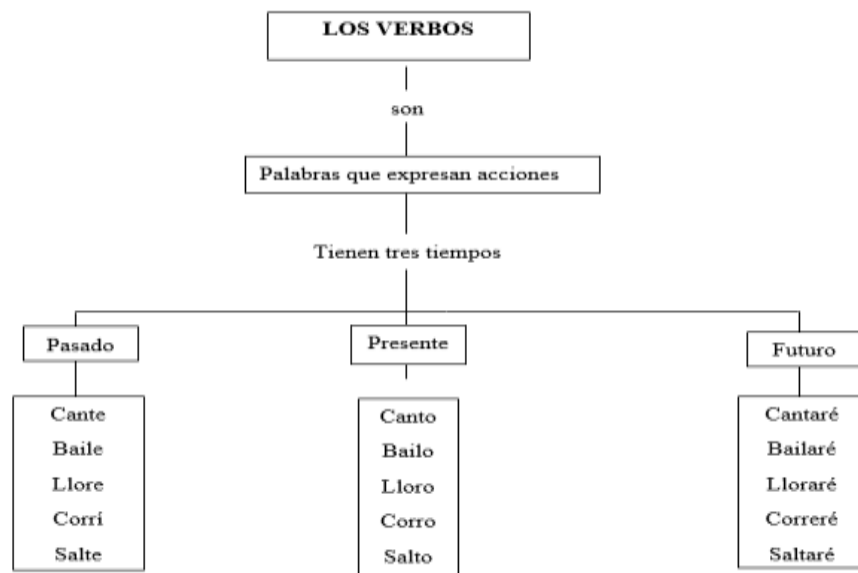 LOS VERBOS
son
Palabras que expresan acciones
Tienen tres tiempos
Pasado
Presente
Futuro
Cante
Baile
Llore
Corrí
Salte
Canto
Bailo
Lloro
Corro
Salto
Cantaré
Bailaré
Lloraré
Correré
Saltaré